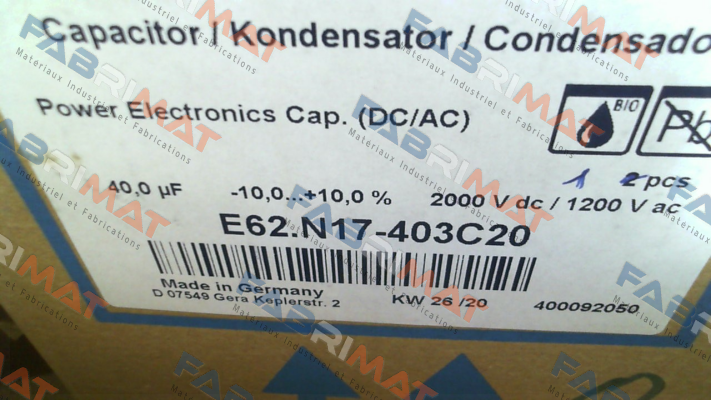 Capacitor / Kondensator / Condensado
Power Electronics Cap. (DC/AC)
BIO
Pb
1 2 pcs
40,0 µF -10,0...+10,0 % 2000 V dc / 1200 V ac
E62.N17-403C20
Made in Germany
D 07549 Gera Keplerstr. 2 KW 26 /20 400092050
FABRIMAT
Materiaux Industriel et Fabrications